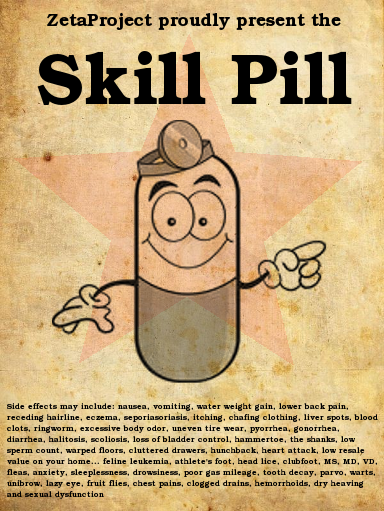 ZetaProject proudly present the
Skill Pill
Side effects may include: nausea, vomiting, water weight gain, lower back pain,
receding hairline, eczema, seporiasoriasis, itching, chafing clothing, liver spots, blood
clots, ringworm, excessive body odor, uneven tire wear, pyorrhea, gonorrhea,
diarrhea, halitosis, scoliosis, loss of bladder control, hammertoe, the shanks, low
sperm count, warped floors, cluttered drawers, hunchback, heart attack, low resale
value on your home... feline leukemia, athlete's foot, head lice, clubfoot, MS, MD, VD,
fleas, anxiety, sleeplessness, drowsiness, poor gas mileage, tooth decay, parvo, warts,
unibrow, lazy eye, fruit flies, chest pains, clogged drains, hemorrhoids, dry heaving
and sexual dysfunction